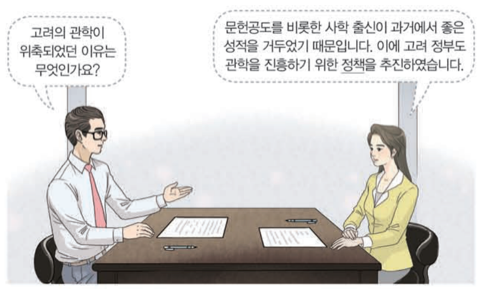 고려의 관학이
위축되었던 이유는
무엇인가요?
문헌공도를 비롯한 사학 출신이 과거에서 좋은
성적을 거두었기 때문입니다. 이에 고려 정부도
관학을 진흥하기 위한 정책을 추진하였습니다.